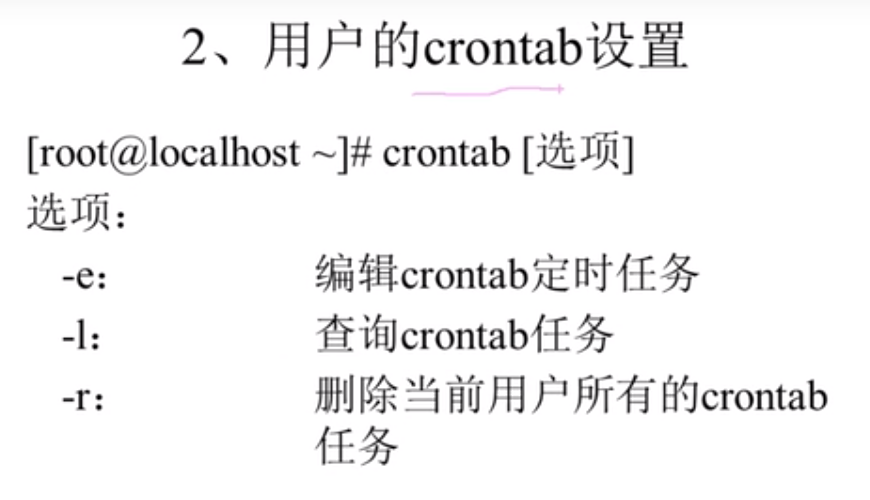 2、用户的crontab设置
[root@localhost ~]# crontab [选项]
选项：
-e： 编辑crontab定时任务
-l： 查询crontab任务
-r： 删除当前用户所有的crontab
任务